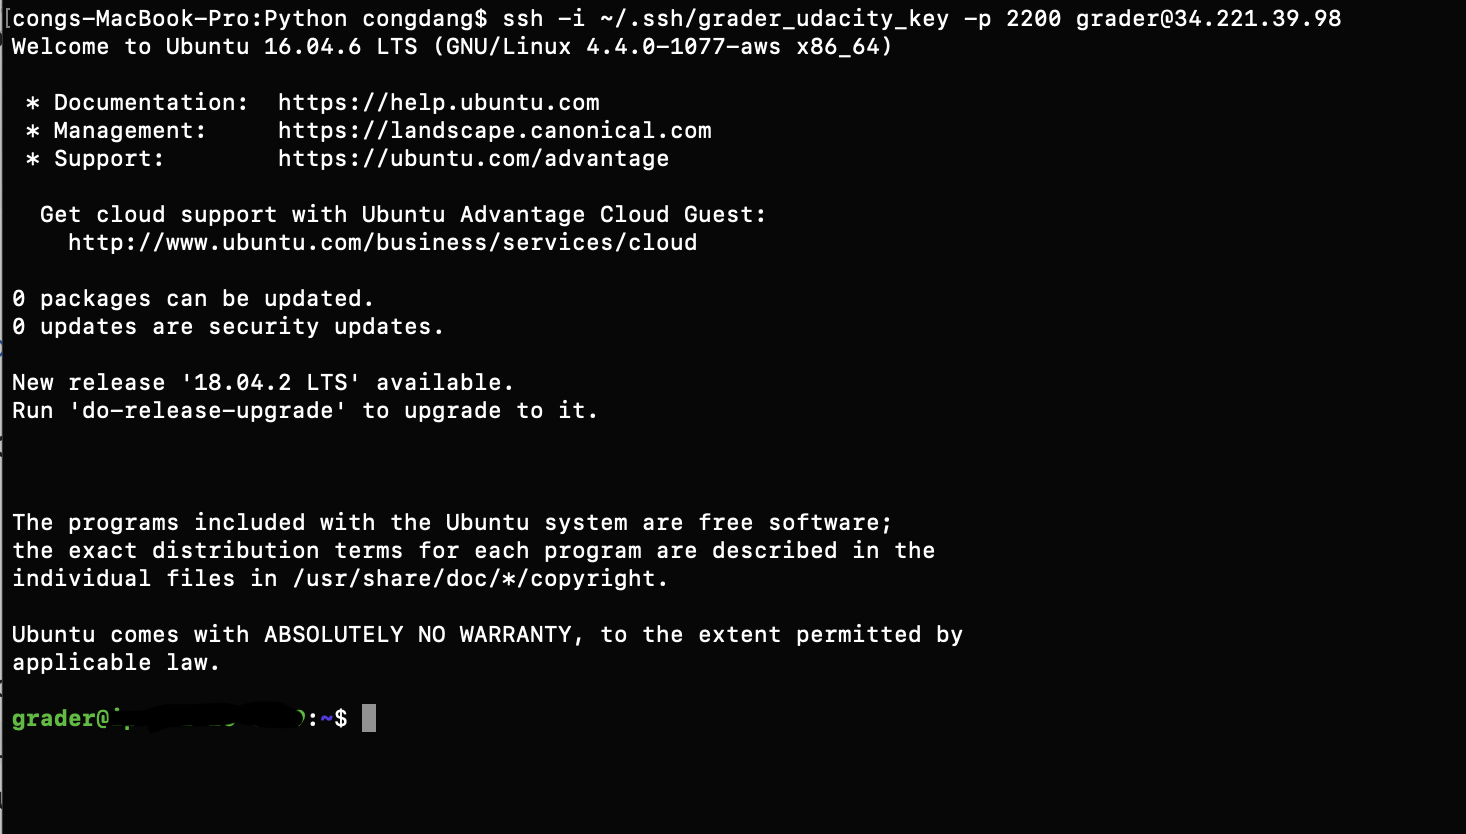 [congs-MacBook-Pro:Python congdang$ ssh -i ~/.ssh/grader_udacity_key -p 2200 grader@34.221.39.98
Welcome to Ubuntu 16.04.6 LTS (GNU/Linux 4.4.0-1077-aws x86_64)
* Documentation:  https://help.ubuntu.com
* Management:     https://landscape.canonical.com
* Support:        https://ubuntu.com/advantage
Get cloud support with Ubuntu Advantage Cloud Guest:
http://www.ubuntu.com/business/services/cloud
0 packages can be updated.
0 updates are security updates.
New release '18.04.2 LTS' available.
Run 'do-release-upgrade' to upgrade to it.
The programs included with the Ubuntu system are free software;
the exact distribution terms for each program are described in the
individual files in /usr/share/doc/*/copyright.
Ubuntu comes with ABSOLUTELY NO WARRANTY, to the extent permitted by
applicable law.
grader@ :~$